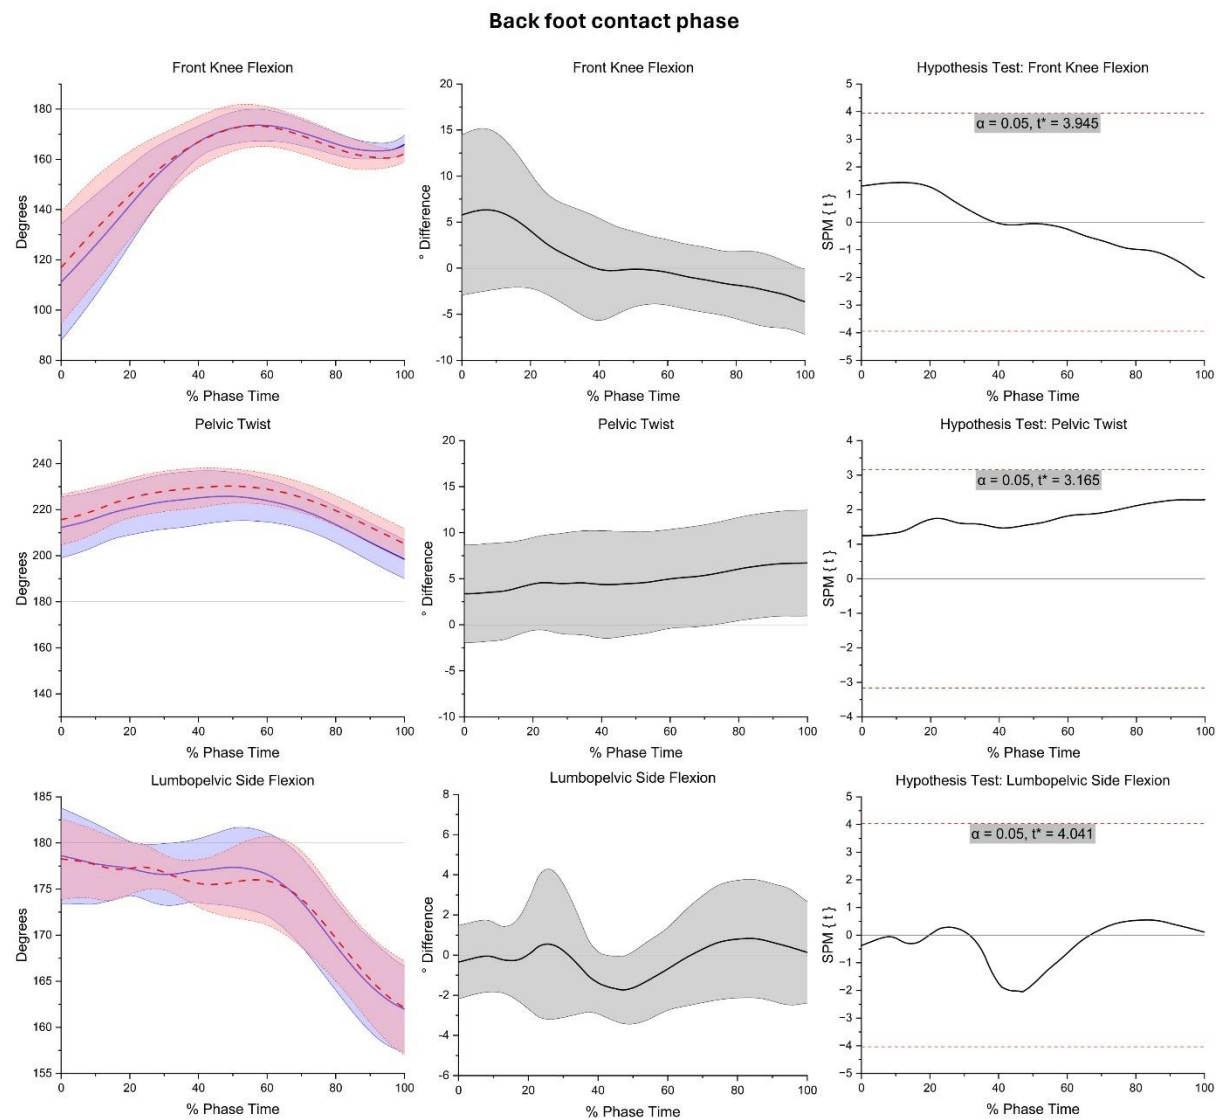 Back foot contact phase
Front Knee Flexion
Degrees
180
160
140
120
100
80
0 20 40 60 80 100
% Phase Time
Front Knee Flexion
° Difference
20
15
10
5
0
-5
-10
0 20 40 60 80 100
% Phase Time
Hypothesis Test: Front Knee Flexion
SPM { t }
5
4
3
2
1
0
−1
−2
−3
−4
−5
α = 0.05, t* = 3.945
0 20 40 60 80 100
% Phase Time
Pelvic Twist
Degrees
240
220
200
180
160
140
0 20 40 60 80 100
% Phase Time
Pelvic Twist
° Difference
20
15
10
5
0
-5
-10
0 20 40 60 80 100
% Phase Time
Hypothesis Test: Pelvic Twist
SPM { t }
4
3
2
1
0
−1
−2
−3
−4
α = 0.05, t* = 3.165
0 20 40 60 80 100
% Phase Time
Lumbopelvic Side Flexion
Degrees
185
180
175
170
165
160
155
0 20 40 60 80 100
% Phase Time
Lumbopelvic Side Flexion
° Difference
8
6
4
2
0
-2
-4
-6
0 20 40 60 80 100
% Phase Time
Hypothesis Test: Lumbopelvic Side Flexion
SPM { t }
5
4
3
2
1
0
−1
−2
−3
−4
−5
α = 0.05, t* = 4.041
0 20 40 60 80 100
% Phase Time